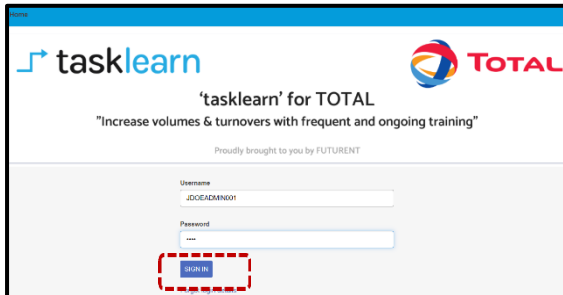 Home
tasklearn
TOTAL
‘tasklearn’ for TOTAL
”Increase volumes & turnovers with frequent and ongoing training”
Proudly brought to you by FUTURENT
Username
JDOEADMIN001
Password
····
SIGN IN